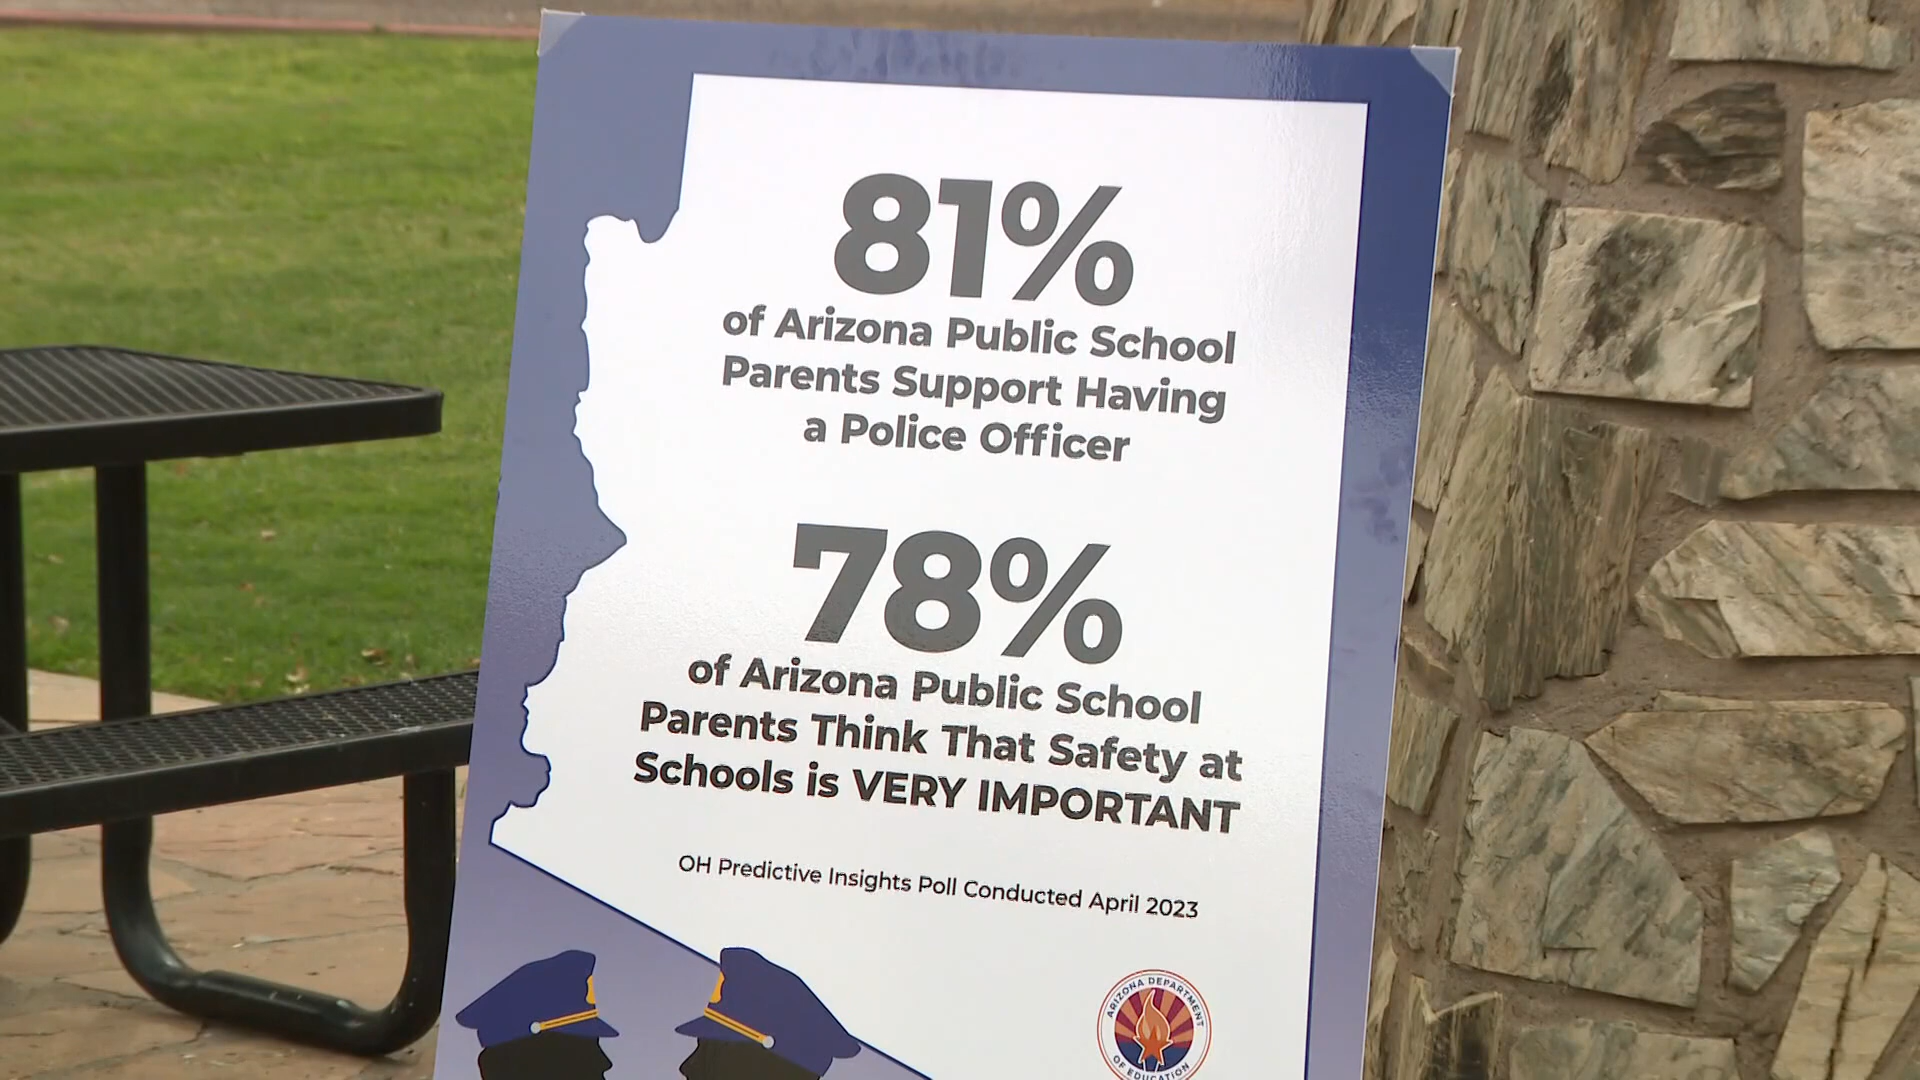 81%
of Arizona Public School
Parents Support Having
a Police Officer
78%
of Arizona Public School
Parents Think That Safety at
Schools is VERY IMPORTANT
OH Predictive Insights Poll Conducted April 2023
ARIZONA DEPARTMENT
OF EDUCATION